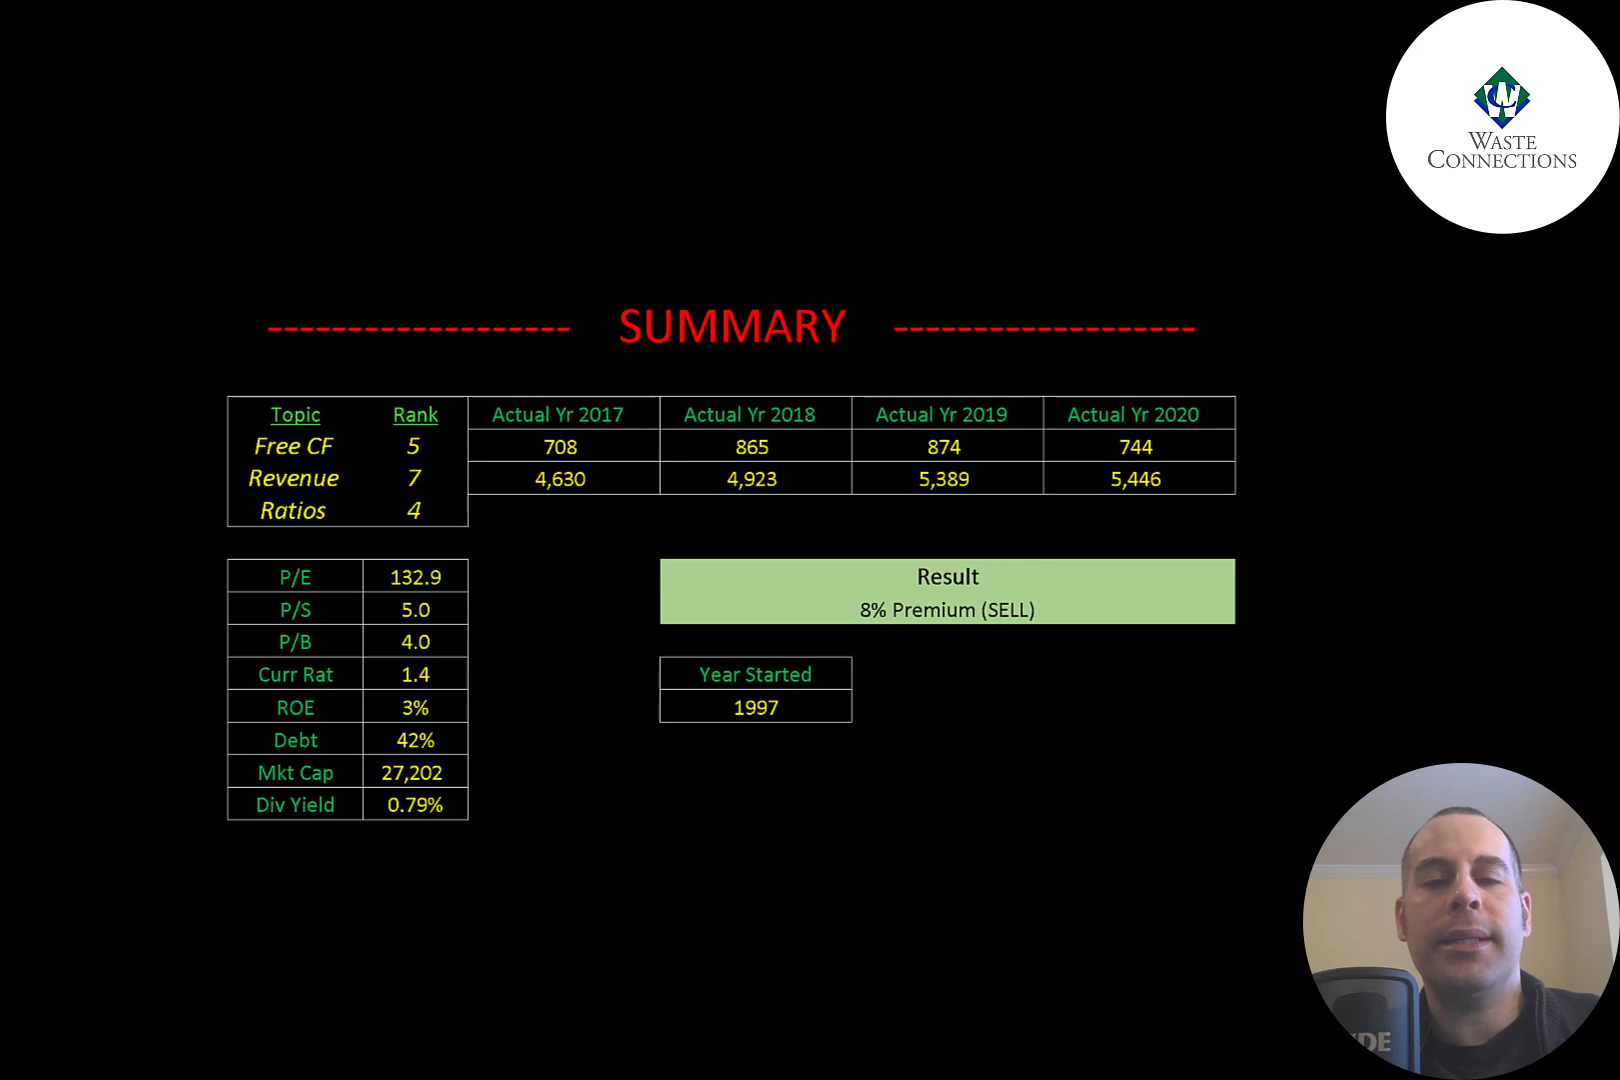 WASTE
CONNECTIONS
------------------- SUMMARY -------------------
Topic Rank Actual Yr 2017 Actual Yr 2018 Actual Yr 2019 Actual Yr 2020
Free CF 5 708 865 874 744
Revenue 7 4,630 4,923 5,389 5,446
Ratios 4
P/E 132.9
P/S 5.0
P/B 4.0
Curr Rat 1.4
ROE 3%
Debt 42%
Mkt Cap 27,202
Div Yield 0.79%
Result
8% Premium (SELL)
Year Started
1997